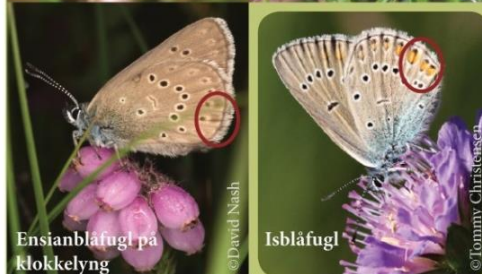 Ensianblåfugl på
klokkelyng
©David Nash
Isblåfugl
©Tommy Christensen